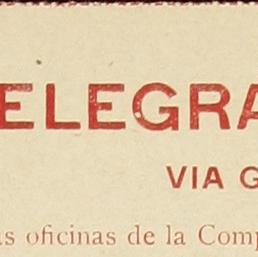 ELEGRA
VIA G
as oficinas de la Comp